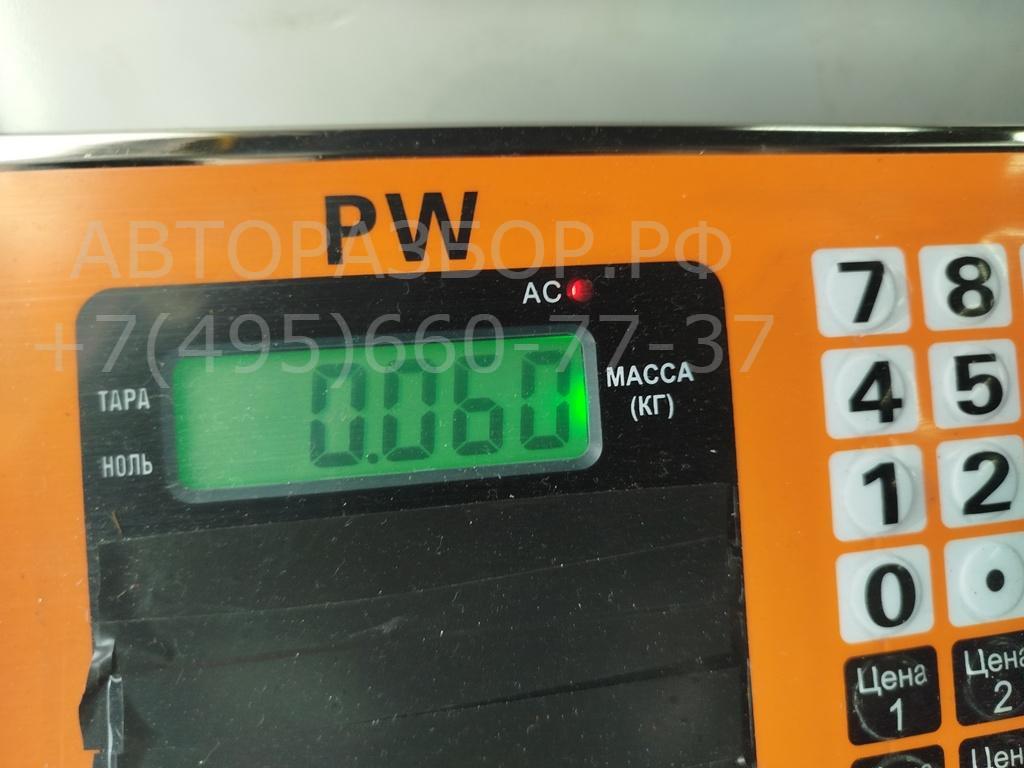 PW
АВТОРАЗБОР.РФ
AC
+7(495)660-77-37
0.060
МАССА
(КГ)
ТАРА
НОЛЬ
7 8
4 5
1 2
0 .
Цена
1
Цена
2